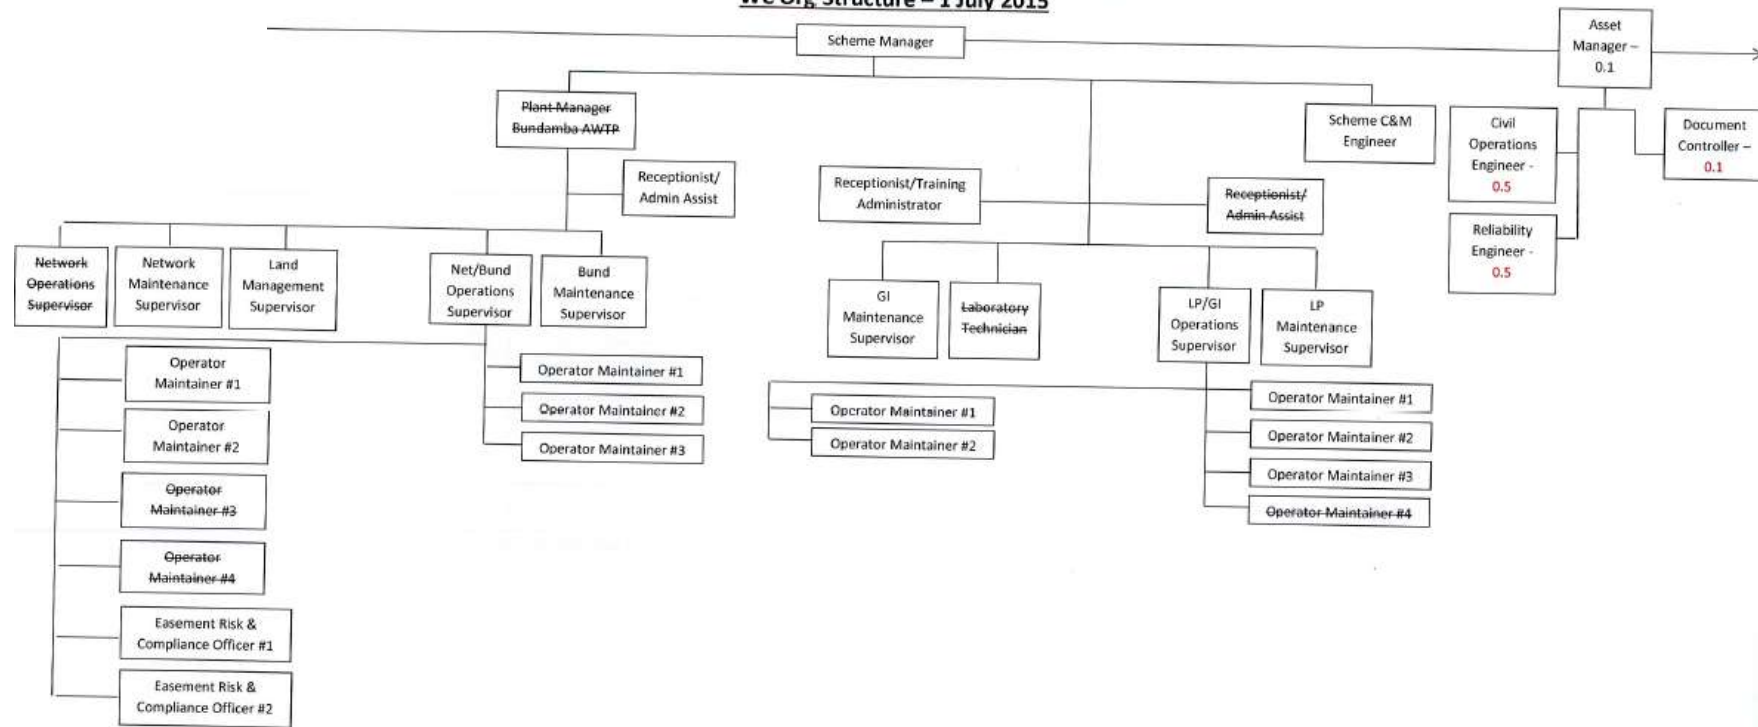 WC Org Structure – 1 July 2015
Scheme Manager
Asset
Manager –
0.1
Plant Manager
Bundamba AWTP
Receptionist/
Admin Assist
Scheme C&M
Engineer
Civil
Operations
Engineer -
0.5
Document
Controller –
0.1
Receptionist/Training
Administrator
Receptionist/
Admin Assist
Reliability
Engineer -
0.5
Network
Operations
Supervisor
Network
Maintenance
Supervisor
Land
Management
Supervisor
Net/Bund
Operations
Supervisor
Bund
Maintenance
Supervisor
GI
Maintenance
Supervisor
Laboratory
Technician
LP/GI
Operations
Supervisor
LP
Maintenance
Supervisor
Operator
Maintainer #1
Operator
Maintainer #2
Operator
Maintainer #3
Operator
Maintainer #4
Easement Risk &
Compliance Officer #1
Easement Risk &
Compliance Officer #2
Operator Maintainer #1
Operator Maintainer #2
Operator Maintainer #3
Operator Maintainer #1
Operator Maintainer #2
Operator Maintainer #1
Operator Maintainer #2
Operator Maintainer #3
Operator Maintainer #4